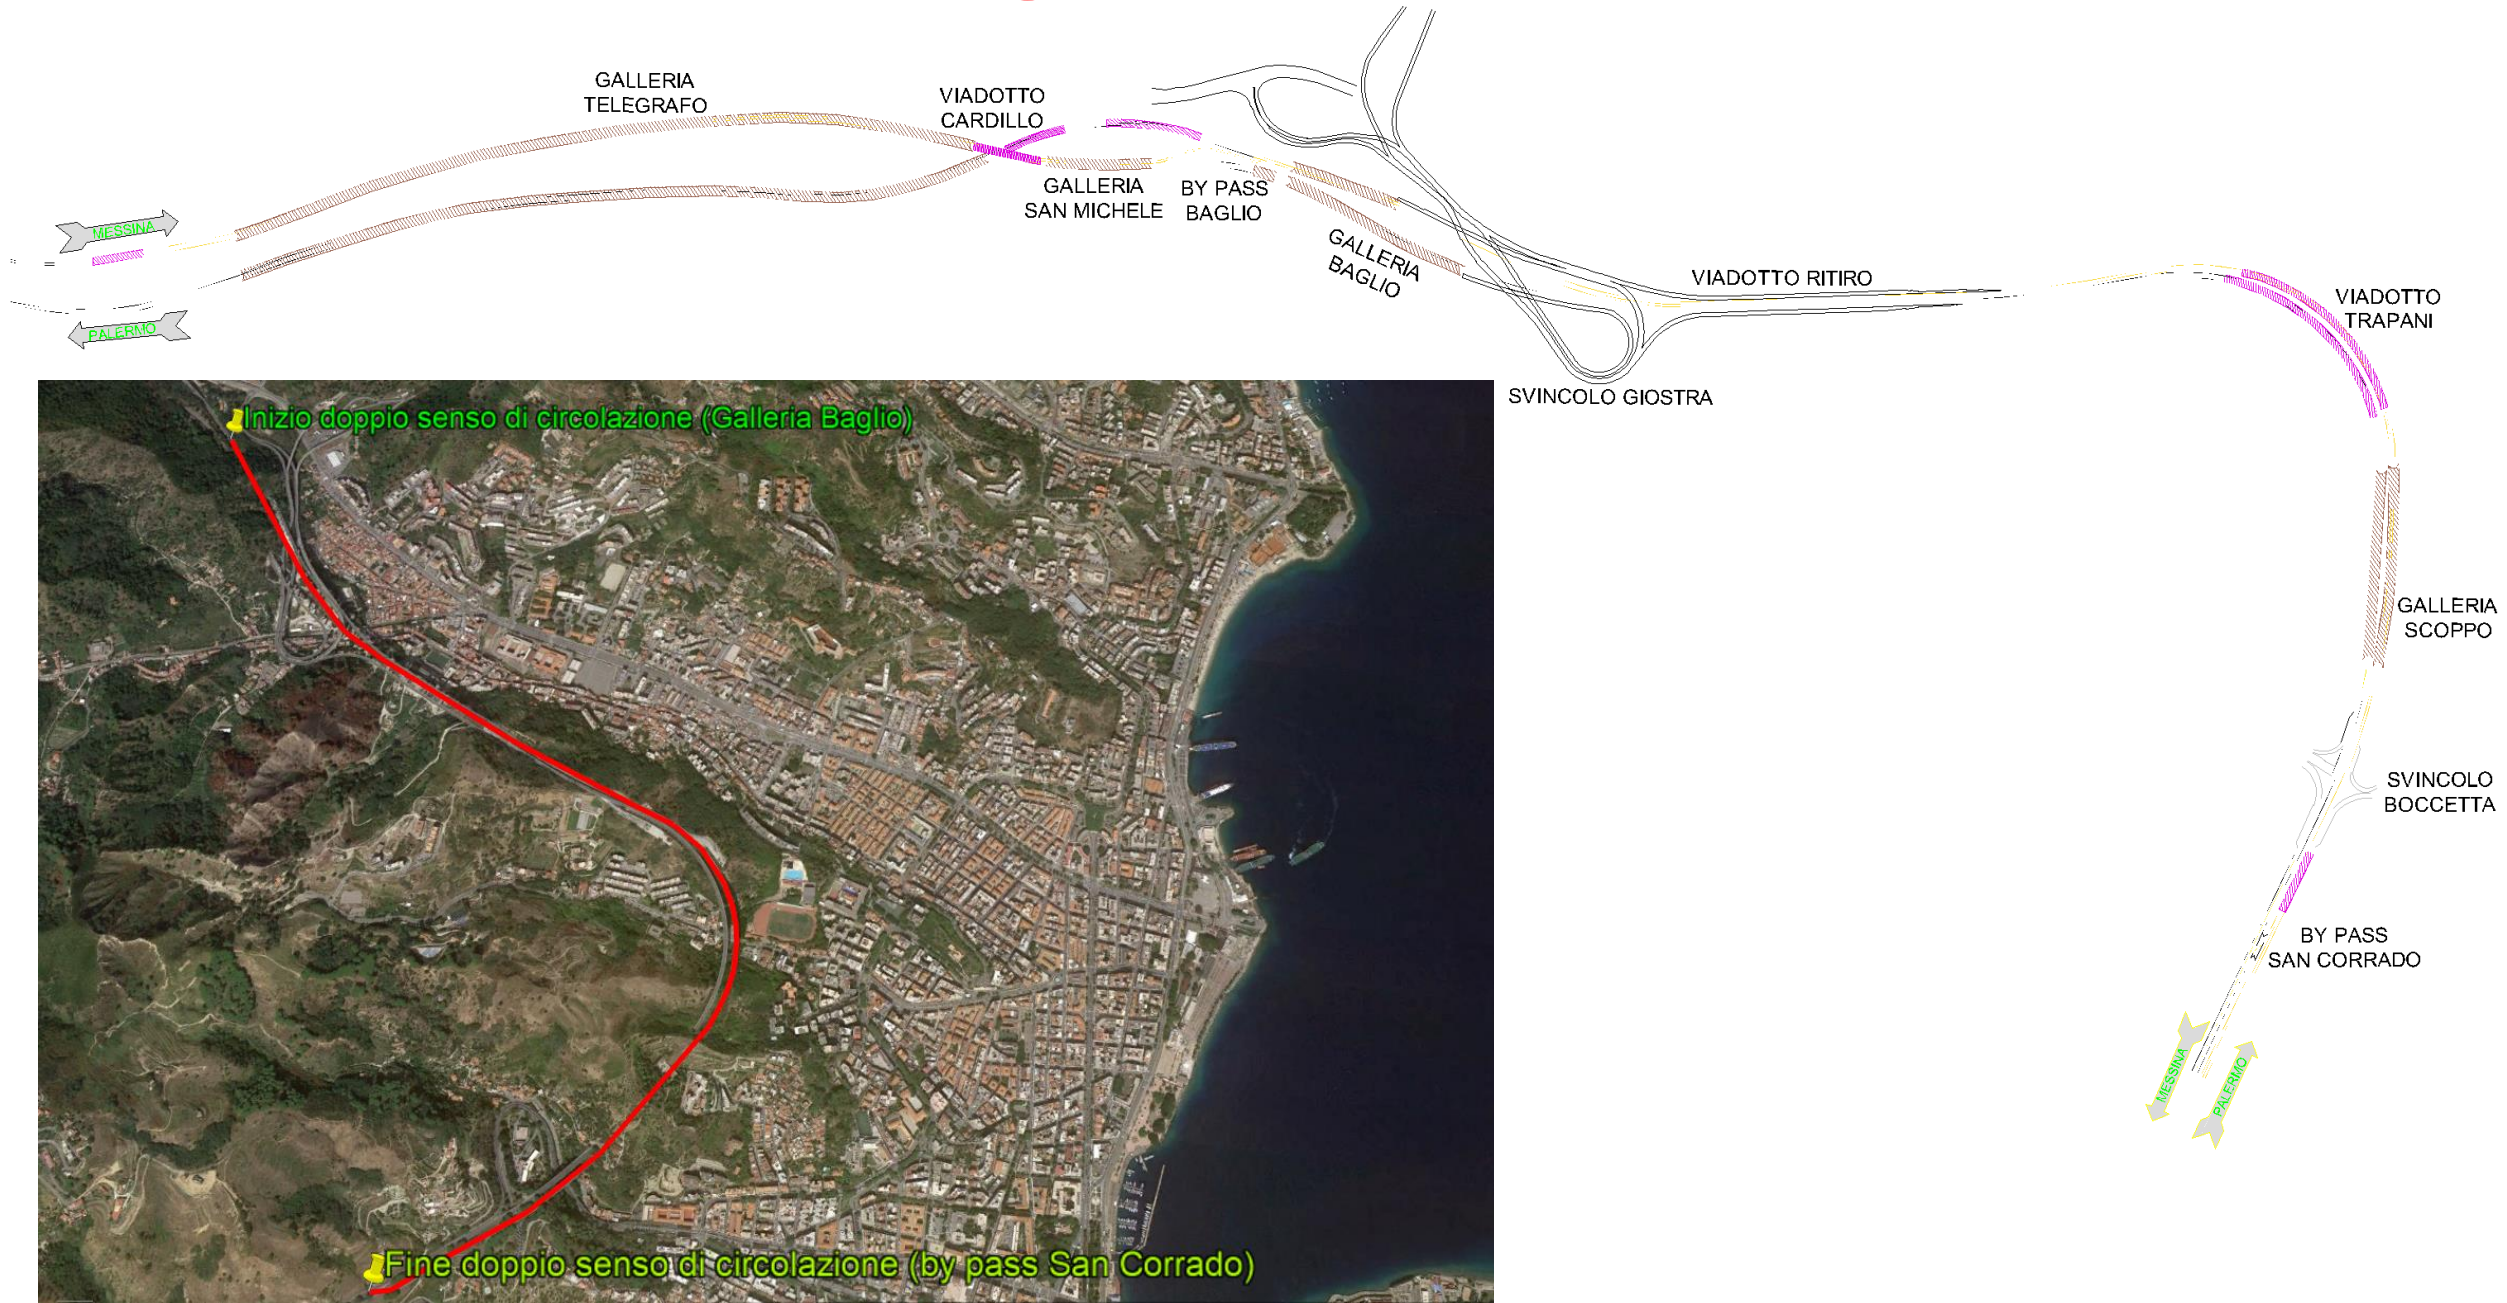 GALLERIA
TELEGRAFO
VIADOTTO
CARDILLO
GALLERIA
SAN MICHELE
BY PASS
BAGLIO
GALLERIA
BAGLIO
MESSINA
PALERMO
VIADOTTO RITIRO
VIADOTTO
TRAPANI
SVINCOLO GIOSTRA
GALLERIA
SCOPPO
SVINCOLO
BOCCETTA
BY PASS
SAN CORRADO
MESSINA
PALERMO
Inizio doppio senso di circolazione (Galleria Baglio)
Fine doppio senso di circolazione (by pass San Corrado)